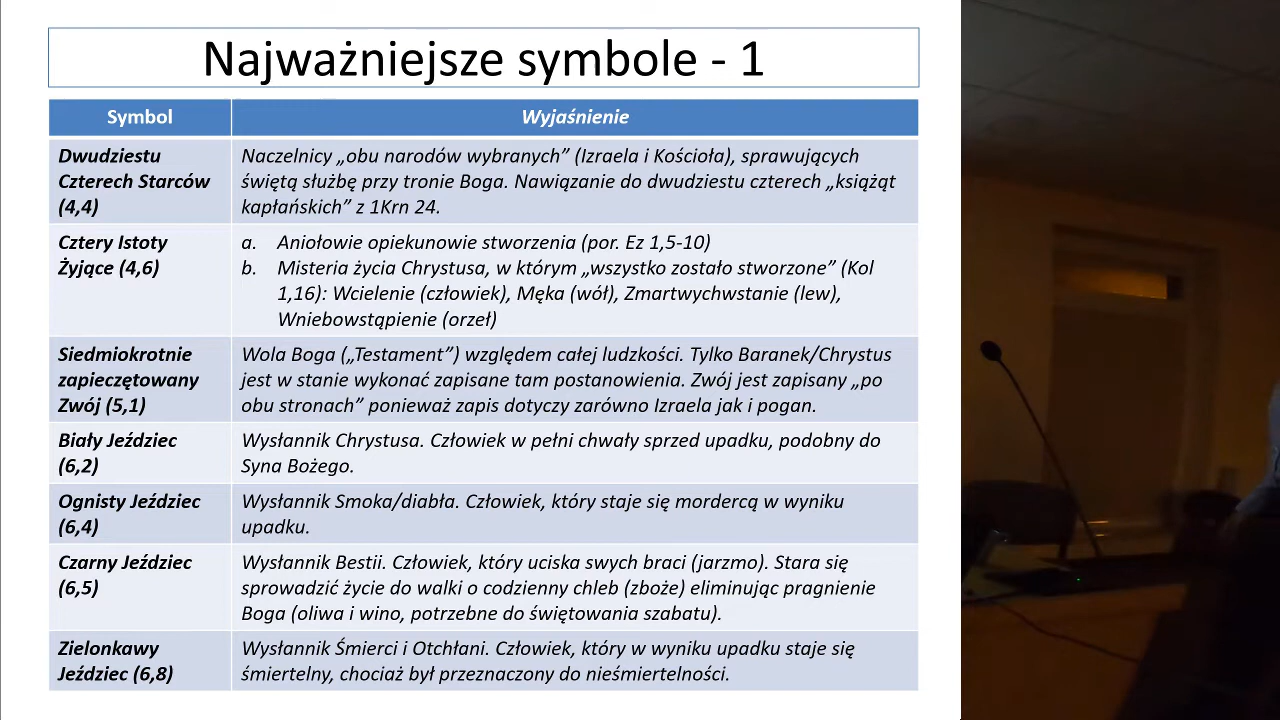 Najważniejsze symbole - 1
Symbol
Wyjaśnienie
Dwudziestu
Czterech Starców
(4,4)
Naczelnicy „obu narodów wybranych” (Izraela i Kościoła), sprawujących
świętą służbę przy tronie Boga. Nawiązanie do dwudziestu czterech „książąt
kapłańskich” z 1Krn 24.
Cztery Istoty
Żyjące (4,6)
a. Aniołowie opiekunowie stworzenia (por. Ez 1,5-10)
b. Misteria życia Chrystusa, w którym „wszystko zostało stworzone” (Kol
1,16): Wcielenie (człowiek), Męka (wół), Zmartwychwstanie (lew),
Wniebowstąpienie (orzeł)
Siedmiokrotnie
zapieczętowany
Zwój (5,1)
Wola Boga („Testament”) względem całej ludzkości. Tylko Baranek/Chrystus
jest w stanie wykonać zapisane tam postanowienia. Zwój jest zapisany „po
obu stronach” ponieważ zapis dotyczy zarówno Izraela jak i pogan.
Biały Jeździec
(6,2)
Wysłannik Chrystusa. Człowiek w pełni chwały sprzed upadku, podobny do
Syna Bożego.
Ognisty Jeździec
(6,4)
Wysłannik Smoka/diabła. Człowiek, który staje się mordercą w wyniku
upadku.
Czarny Jeździec
(6,5)
Wysłannik Bestii. Człowiek, który uciska swych braci (jarzmo). Stara się
sprowadzić życie do walki o codzienny chleb (zboże) eliminując pragnienie
Boga (oliwa i wino, potrzebne do świętowania szabatu).
Zielonkawy
Jeździec (6,8)
Wysłannik Śmierci i Otchłani. Człowiek, który w wyniku upadku staje się
śmiertelny, chociaż był przeznaczony do nieśmiertelności.